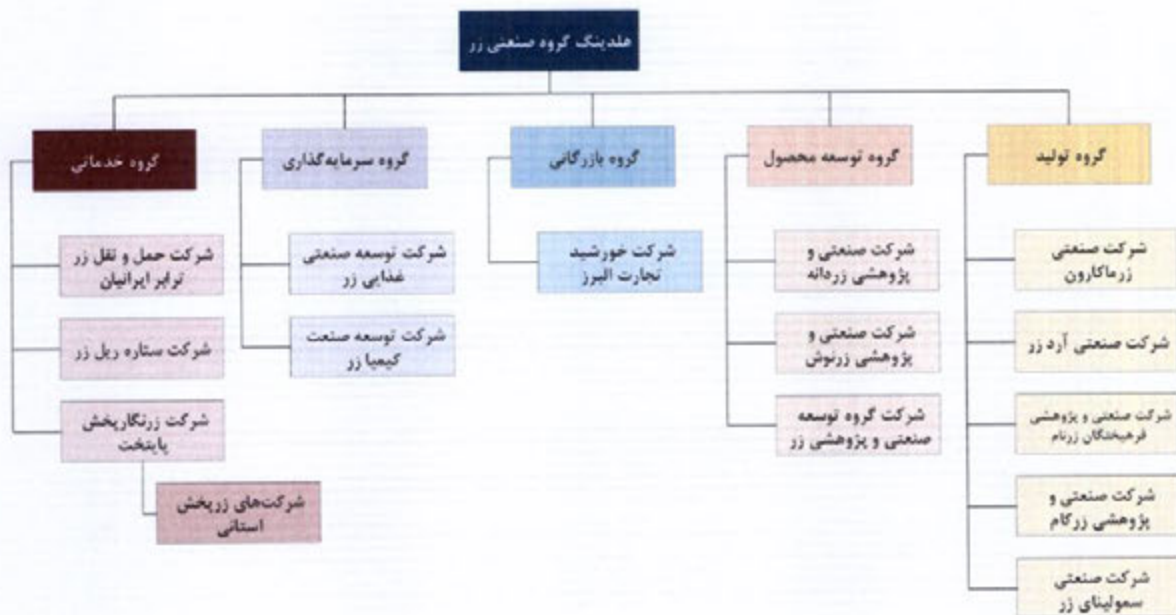 هلدینگ گروه صنعتی زر
گروه تولید
شرکت صنعتی
زرماکارون
شرکت صنعتی آرد زر
شرکت صنعتی و پژوهشی
فرهیختگان زرنام
شرکت صنعتی و
پژوهشی زرکام
شرکت صنعتی
سمولینای زر
گروه توسعه محصول
شرکت صنعتی و
پژوهشی زردانه
شرکت صنعتی و
پژوهشی زرنوش
شرکت گروه توسعه
صنعتی و پژوهشی زر
گروه بازرگانی
شرکت خورشید
تجارت البرز
گروه سرمایه‌گذاری
شرکت توسعه صنعتی
غذایی زر
شرکت توسعه صنعت
کیمیا زر
گروه خدماتی
شرکت حمل و نقل زر
ترابر ایرانیان
شرکت ستاره ریل زر
شرکت زرنگارپخش
پایتخت
شرکت‌های زرپخش
استانی